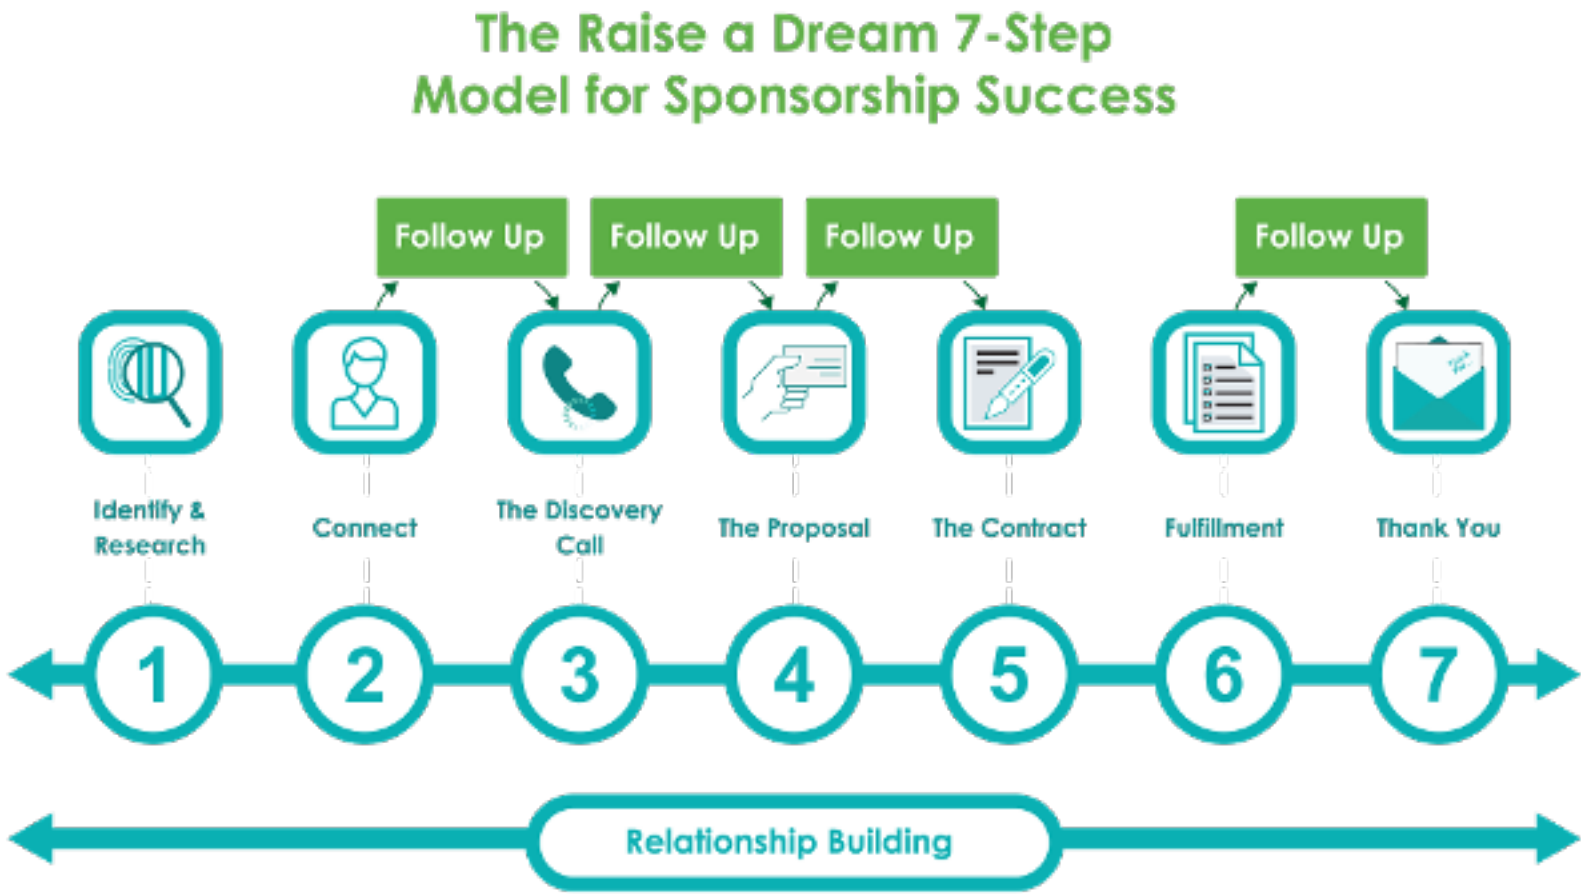 The Raise a Dream 7-Step
Model for Sponsorship Success
Follow Up
Follow Up
Follow Up
Follow Up
Identify &
Research
Connect
The Discovery
Call
The Proposal
The Contract
Fulfillment
Thank You
1
2
3
4
5
6
7
Relationship Building